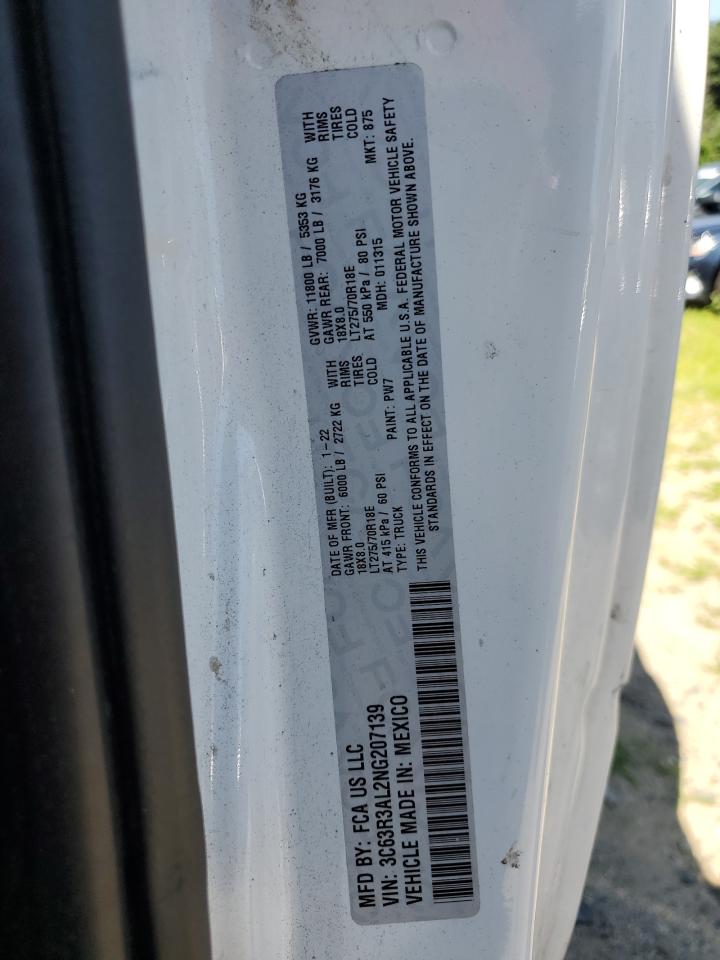 MFD BY: FCA US LLC
VIN: 3C63R3AL2NG207139
VEHICLE MADE IN: MEXICO
DATE OF MFR (BUILT): 1-22 GVWR: 11800 LB / 5353 KG
GAWR FRONT: 6000 LB / 2722 KG WITH GAWR REAR: 7000 LB / 3176 KG WITH
18X8.0 RIMS 18X8.0 RIMS
LT275/70R18E TIRES LT275/70R18E TIRES
AT 415 kPa / 60 PSI COLD AT 550 kPa / 80 PSI COLD
TYPE: TRUCK PAINT: PW7 MDH: 011315 MKT: 875
THIS VEHICLE CONFORMS TO ALL APPLICABLE U.S.A. FEDERAL MOTOR VEHICLE SAFETY
STANDARDS IN EFFECT ON THE DATE OF MANUFACTURE SHOWN ABOVE.